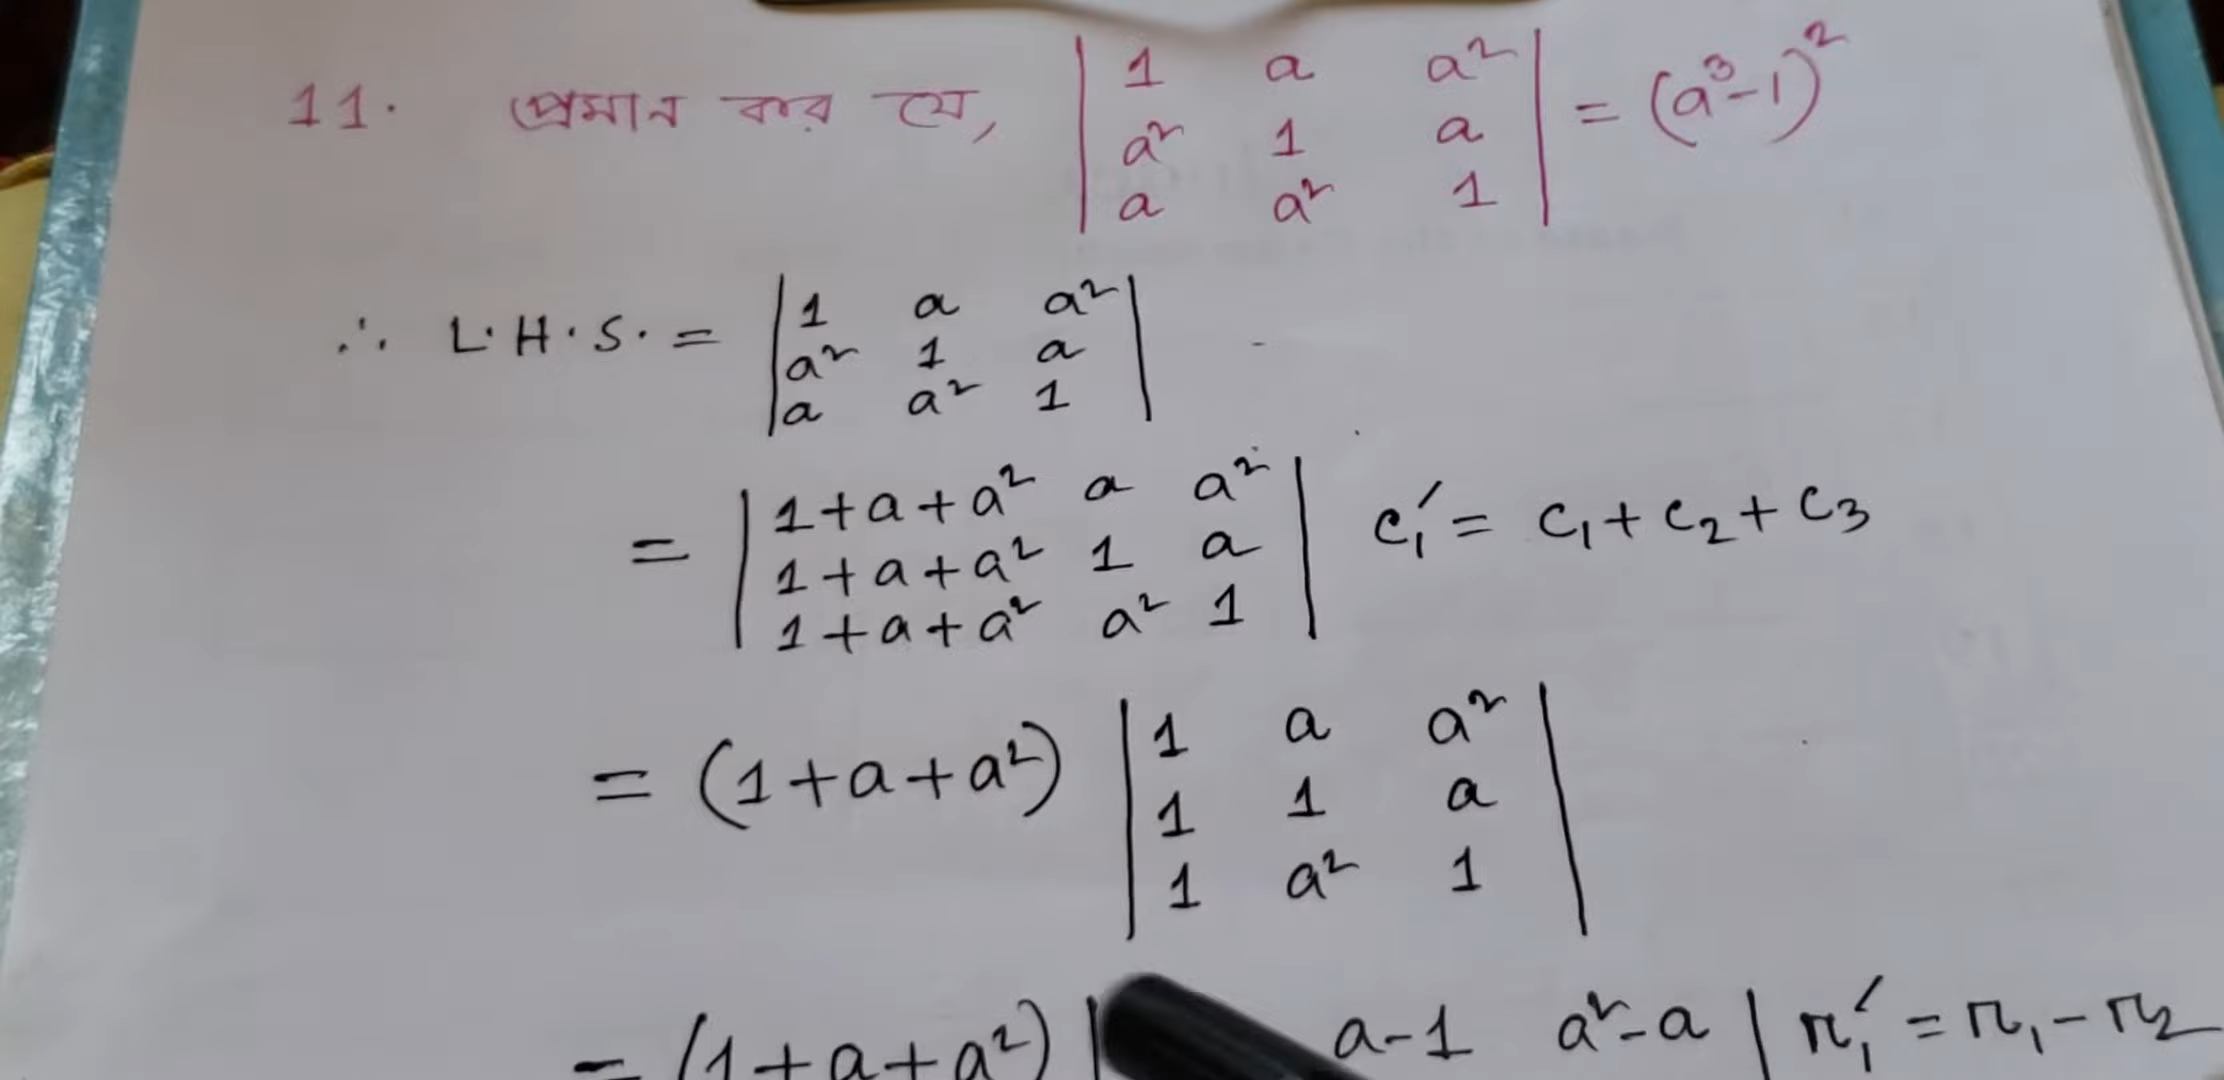 11. প্রমান কর যে, | 1 a a² | = (a³-1)²
| a² 1 a |
| a a² 1 |
∴ L.H.S. = | 1 a a² |
| a² 1 a |
| a a² 1 |
= | 1+a+a² a a² | c₁′ = c₁+c₂+c₃
| 1+a+a² 1 a |
| 1+a+a² a² 1 |
= (1+a+a²) | 1 a a² |
| 1 1 a |
| 1 a² 1 |
= (1+a+a²) | a-1 a²-a | r₁′ = r₁-r₂